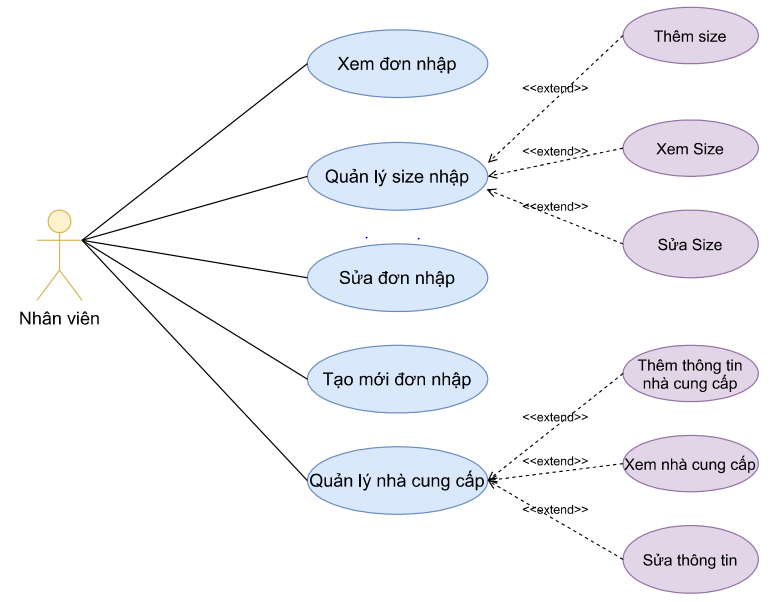 Thêm size
Xem đơn nhập
<<extend>>
Xem Size
<<extend>>
Quản lý size nhập
<<extend>>
Sửa Size
Sửa đơn nhập
Nhân viên
Thêm thông tin
nhà cung cấp
Tạo mới đơn nhập
<<extend>>
Xem nhà cung cấp
<<extend>>
Quản lý nhà cung cấp
<<extend>>
Sửa thông tin